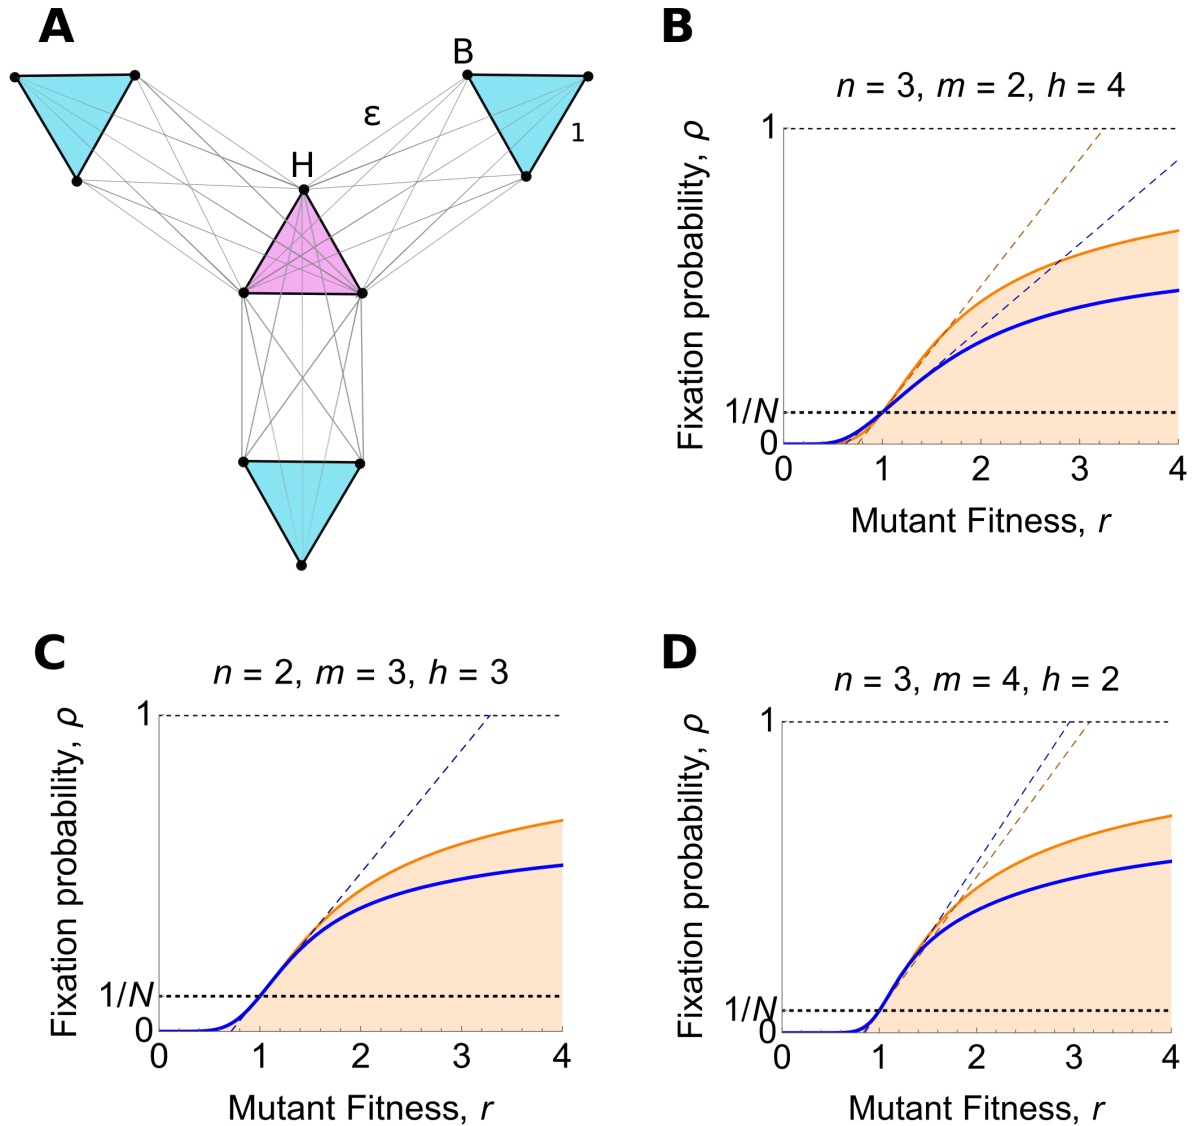 A
B
ε
1
H
B
n = 3, m = 2, h = 4
Fixation probability, ρ
1
1/N
0
0 1 2 3 4
Mutant Fitness, r
C
n = 2, m = 3, h = 3
Fixation probability, ρ
1
1/N
0
0 1 2 3 4
Mutant Fitness, r
D
n = 3, m = 4, h = 2
Fixation probability, ρ
1
1/N
0
0 1 2 3 4
Mutant Fitness, r